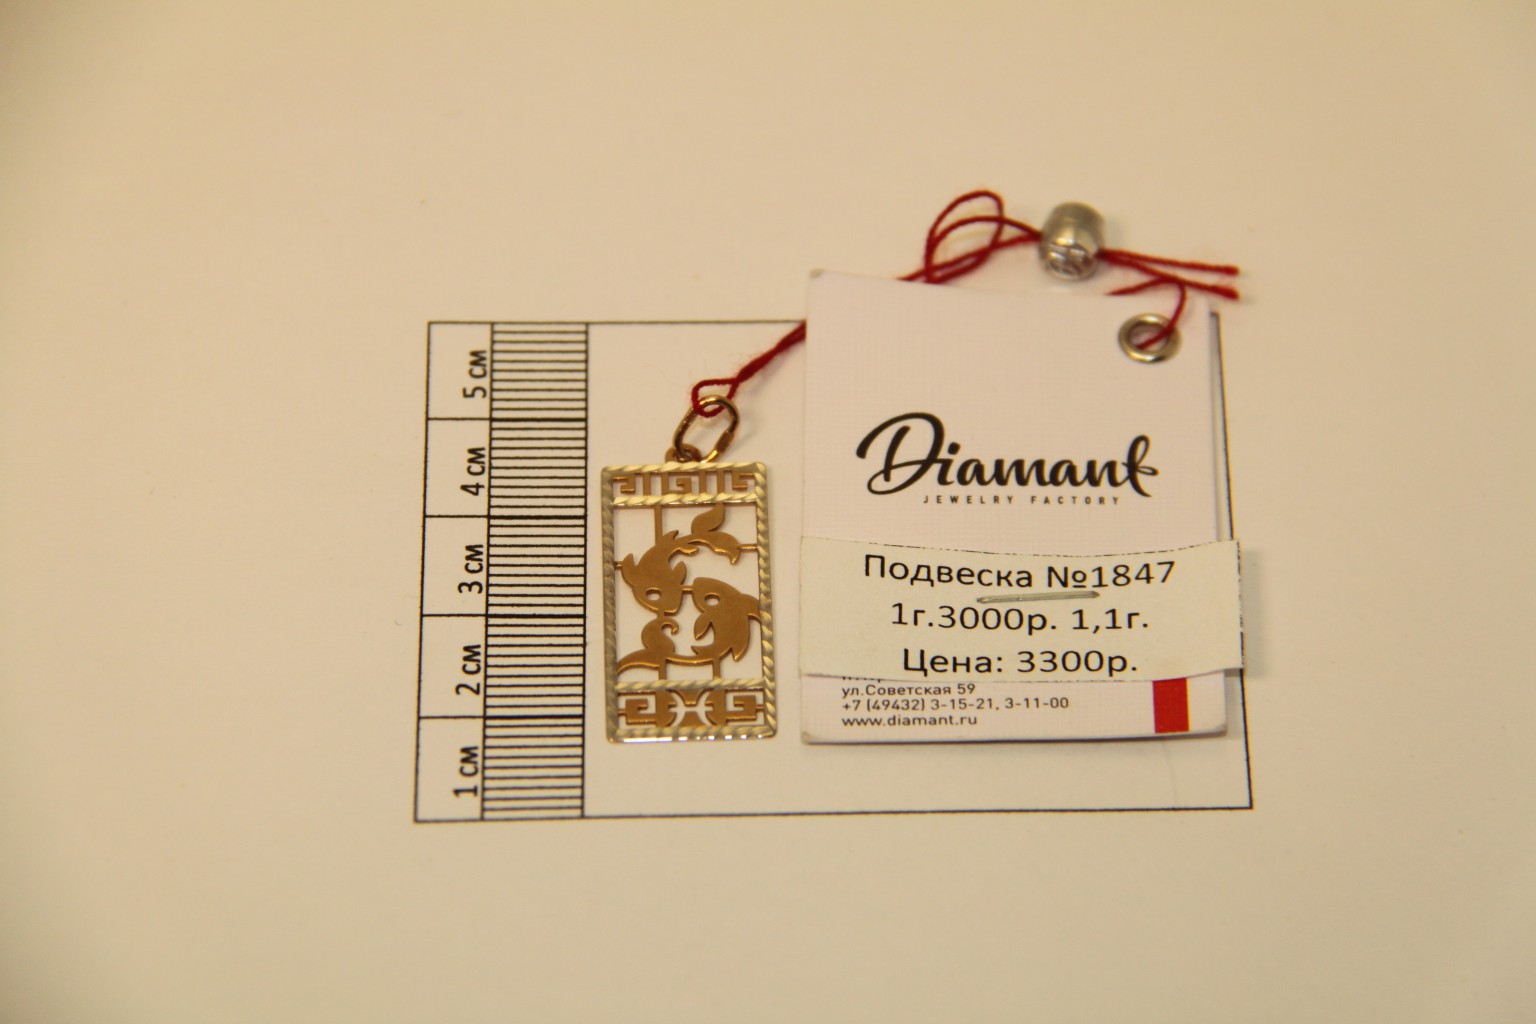 5 см
4 см
3 см
2 см
1 см
Diamant
JEWELRY FACTORY
Подвеска №1847
1г.3000р. 1,1г.
Цена: 3300р.
ул.Советская 59
+7 (49432) 3-15-21, 3-11-00
www.diamant.ru